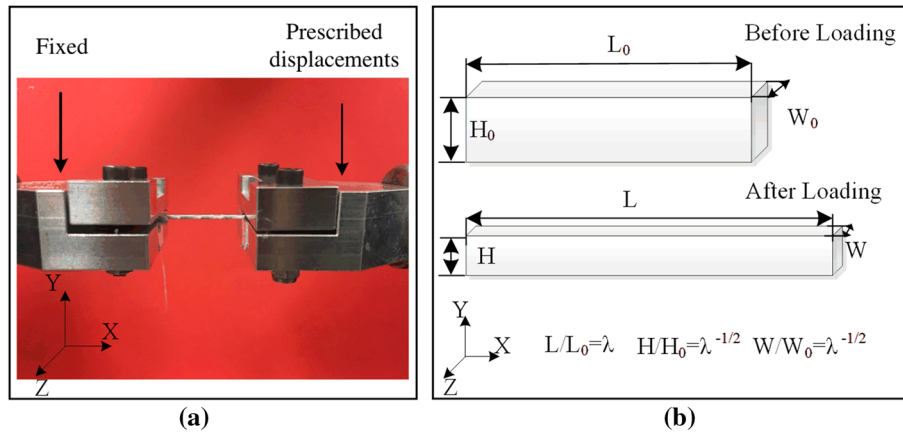 Fixed
Prescribed
displacements
Y
X
Z
(a)
Before Loading
L₀
H₀
W₀
After Loading
L
H
W
Y
X
Z
L/L₀=λ H/H₀=λ⁻¹/² W/W₀=λ⁻¹/²
(b)